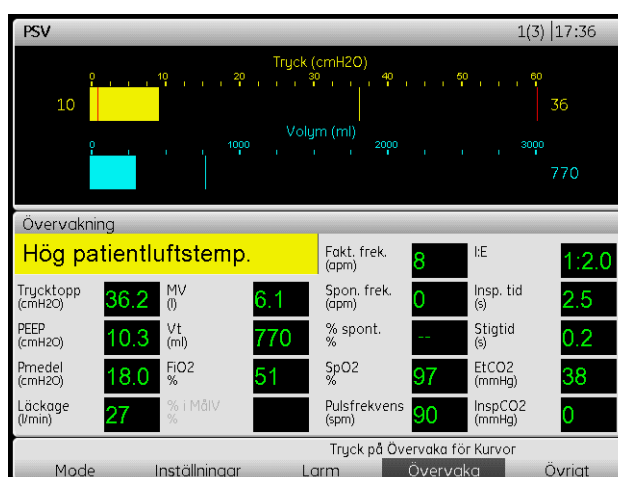 PSV 1(3) 17:36
Tryck (cmH2O)
0 10 20 30 40 50 60
10 36
Volym (ml)
0 1000 2000 3000
770
Övervakning
Hög patientluftstemp.
Fakt. frek. (apm) 8 I:E 1:2.0
Trycktopp (cmH2O) 36.2 MV (l) 6.1 Spon. frek. (apm) 0 Insp. tid (s) 2.5
PEEP (cmH2O) 10.3 Vt (ml) 770 % spont. % -- Stigtid (s) 0.2
Pmedel (cmH2O) 18.0 FiO2 % 51 SpO2 % 97 EtCO2 (mmHg) 38
Läckage (l/min) 27 % i MålV % Pulsfrekvens (spm) 90 InspCO2 (mmHg) 0
Tryck på Övervaka för Kurvor
Mode Inställningar Larm Övervaka Övrigt